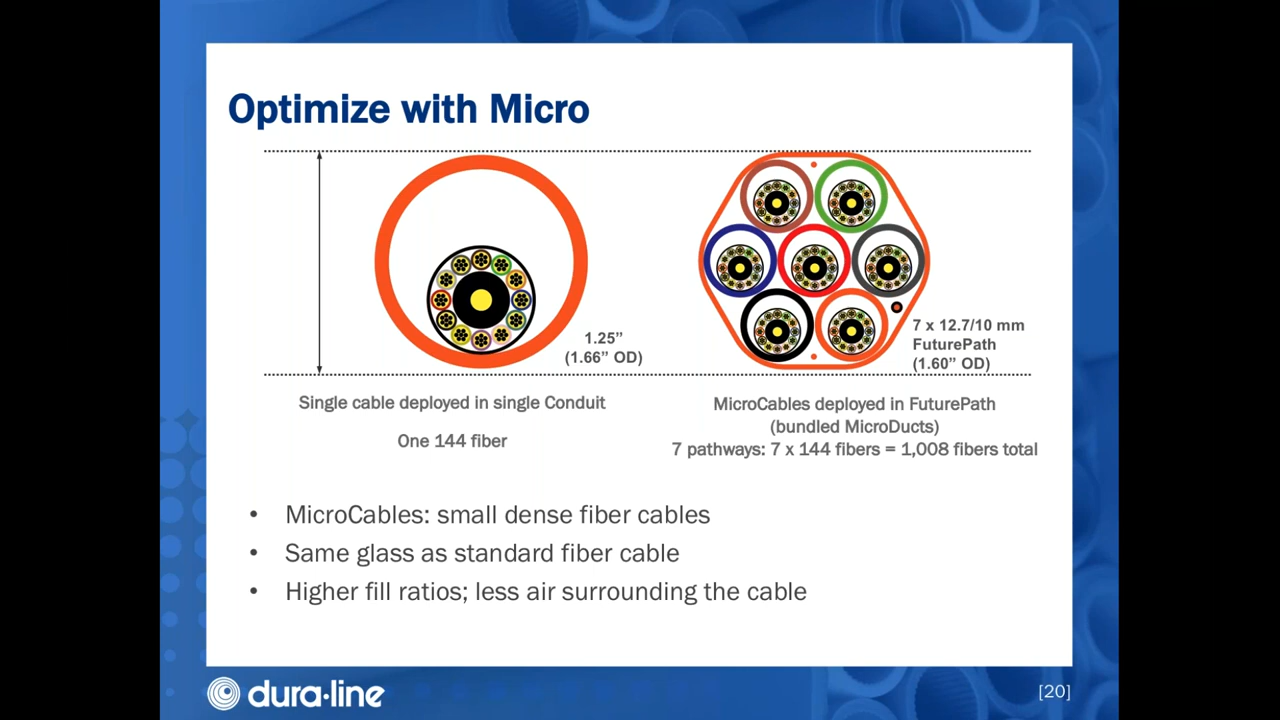 Optimize with Micro
1.25”
(1.66” OD)
7 x 12.7/10 mm
FuturePath
(1.60” OD)
Single cable deployed in single Conduit
One 144 fiber
MicroCables deployed in FuturePath
(bundled MicroDucts)
7 pathways: 7 x 144 fibers = 1,008 fibers total
• MicroCables: small dense fiber cables
• Same glass as standard fiber cable
• Higher fill ratios; less air surrounding the cable
dura·line
[20]